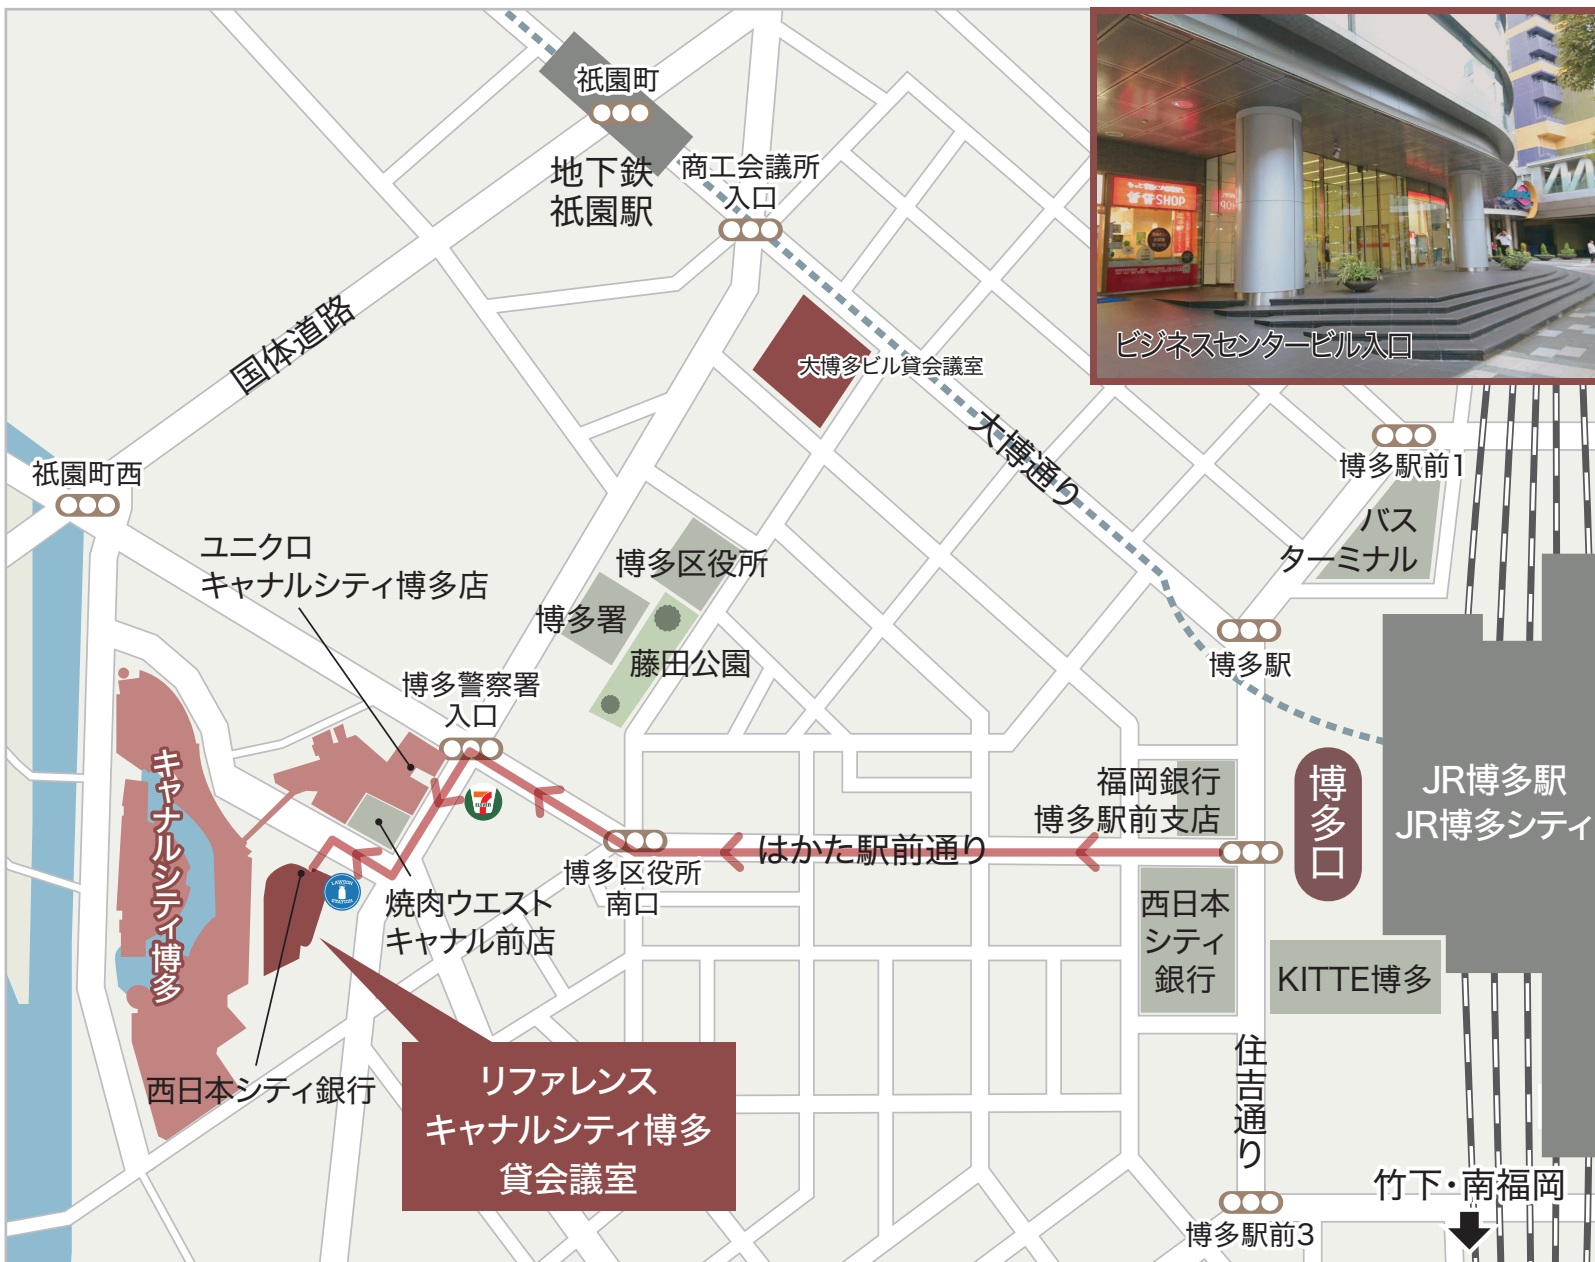 祇園町
地下鉄
祇園駅
商工会議所
入口
国体道路
大博多ビル貸会議室
大博通り
ビジネスセンタービル入口
SHOP
博多駅前1
バス
ターミナル
祇園町西
ユニクロ
キャナルシティ博多店
博多区役所
博多署
藤田公園
博多警察署
入口
博多駅
キャナルシティ博多
7
ELEVEN
福岡銀行
博多駅前支店
博多口
JR博多駅
JR博多シティ
はかた駅前通り
博多区役所
南口
LAWSON
STATION
焼肉ウエスト
キャナル前店
西日本
シティ
銀行
KITTE博多
西日本シティ銀行
リファレンス
キャナルシティ博多
貸会議室
住吉通り
竹下・南福岡
博多駅前3